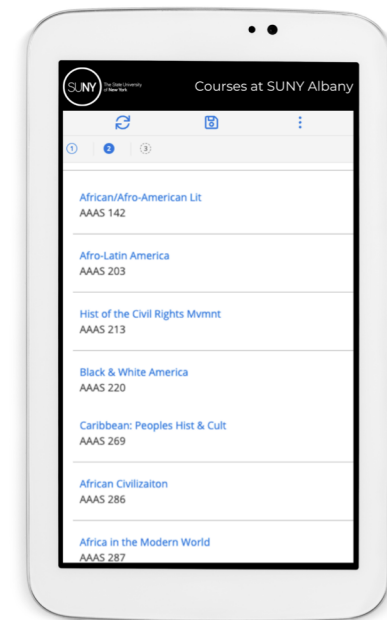 SUNY
The State University
of New York
Courses at SUNY Albany
1
2
3
African/Afro-American Lit
AAAS 142
Afro-Latin America
AAAS 203
Hist of the Civil Rights Mvmnt
AAAS 213
Black & White America
AAAS 220
Caribbean: Peoples Hist & Cult
AAAS 269
African Civilizaiton
AAAS 286
Africa in the Modern World
AAAS 287